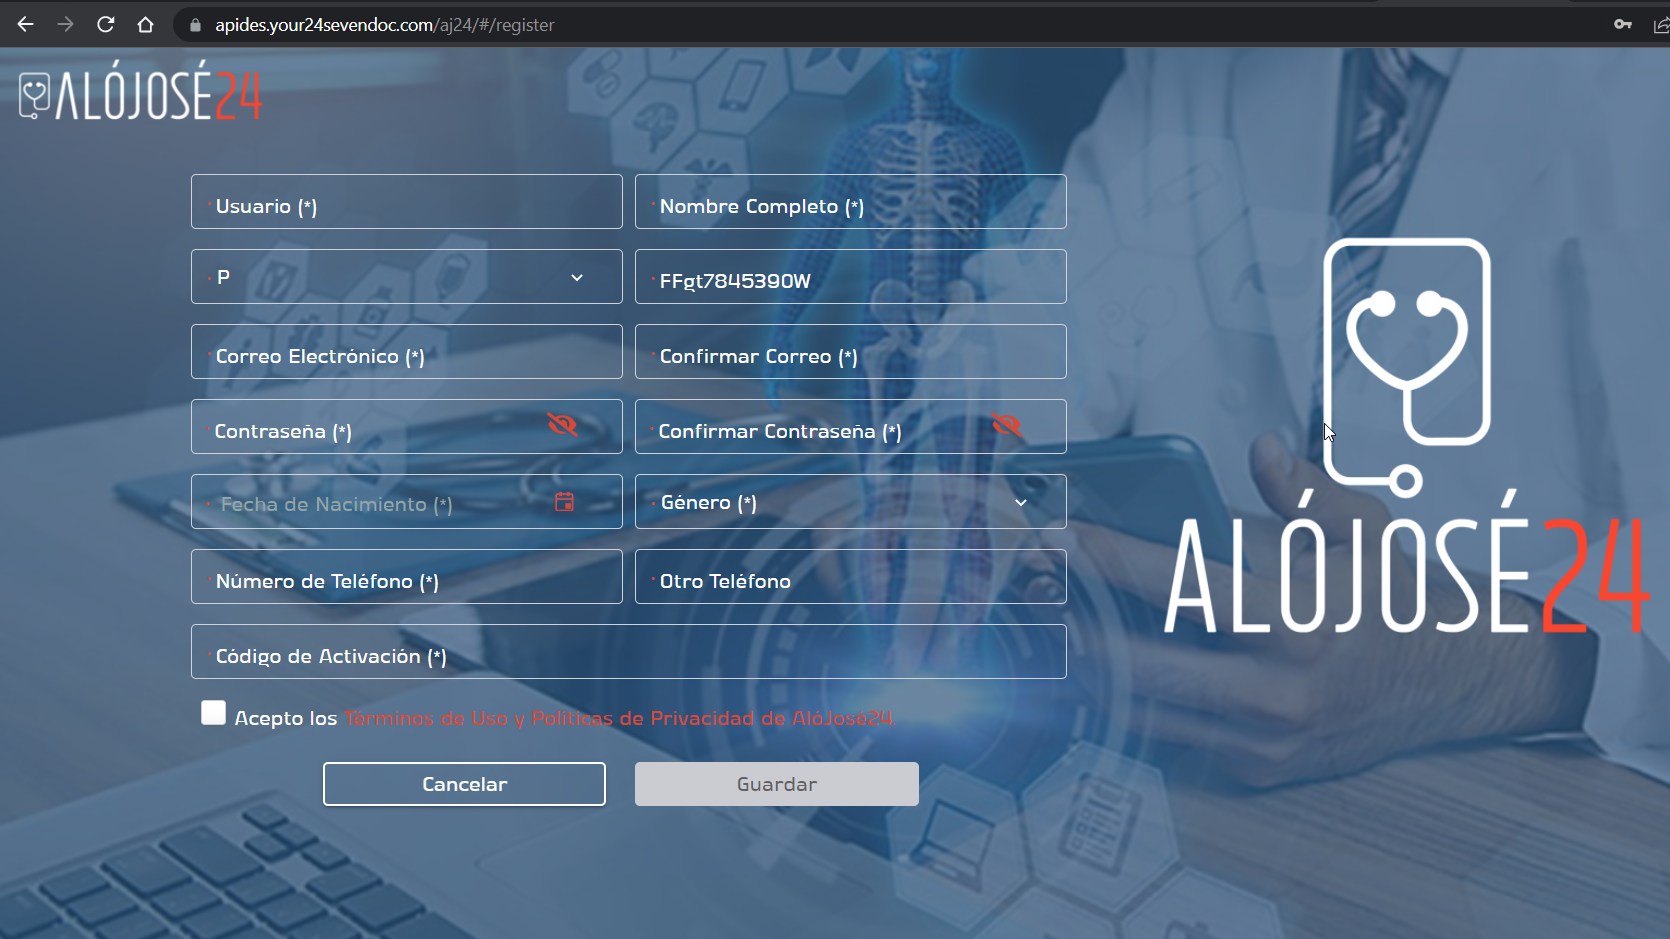 apides.your24sevendoc.com/aj24/#/register
ALÓJOSÉ24
Usuario (*)
Nombre Completo (*)
P
FFgt7845390W
Correo Electrónico (*)
Confirmar Correo (*)
Contraseña (*)
Confirmar Contraseña (*)
Fecha de Nacimiento (*)
Género (*)
Número de Teléfono (*)
Otro Teléfono
Código de Activación (*)
Acepto los Términos de Uso y Políticas de Privacidad de AlóJosé24.
Cancelar
Guardar
ALÓJOSÉ24